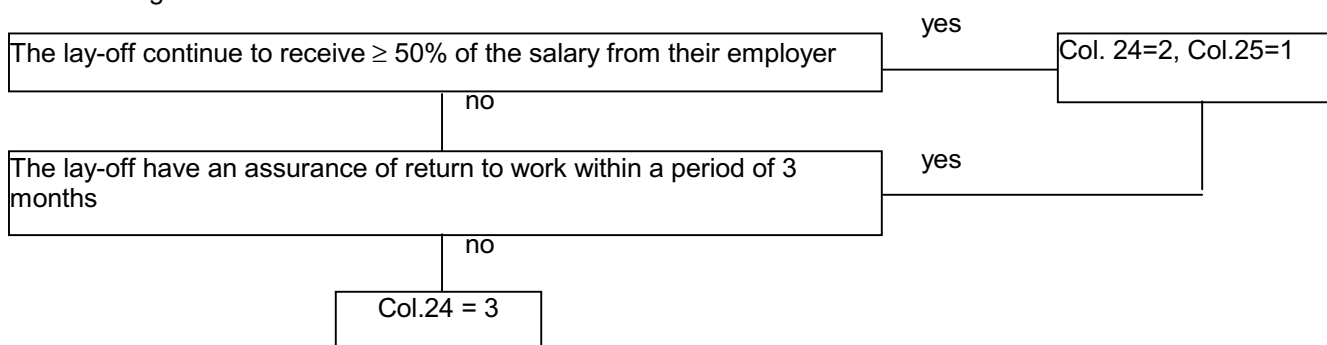 yes
The lay-off continue to receive ≥ 50% of the salary from their employer
Col. 24=2, Col.25=1
no
The lay-off have an assurance of return to work within a period of 3
months
yes
no
Col.24 = 3